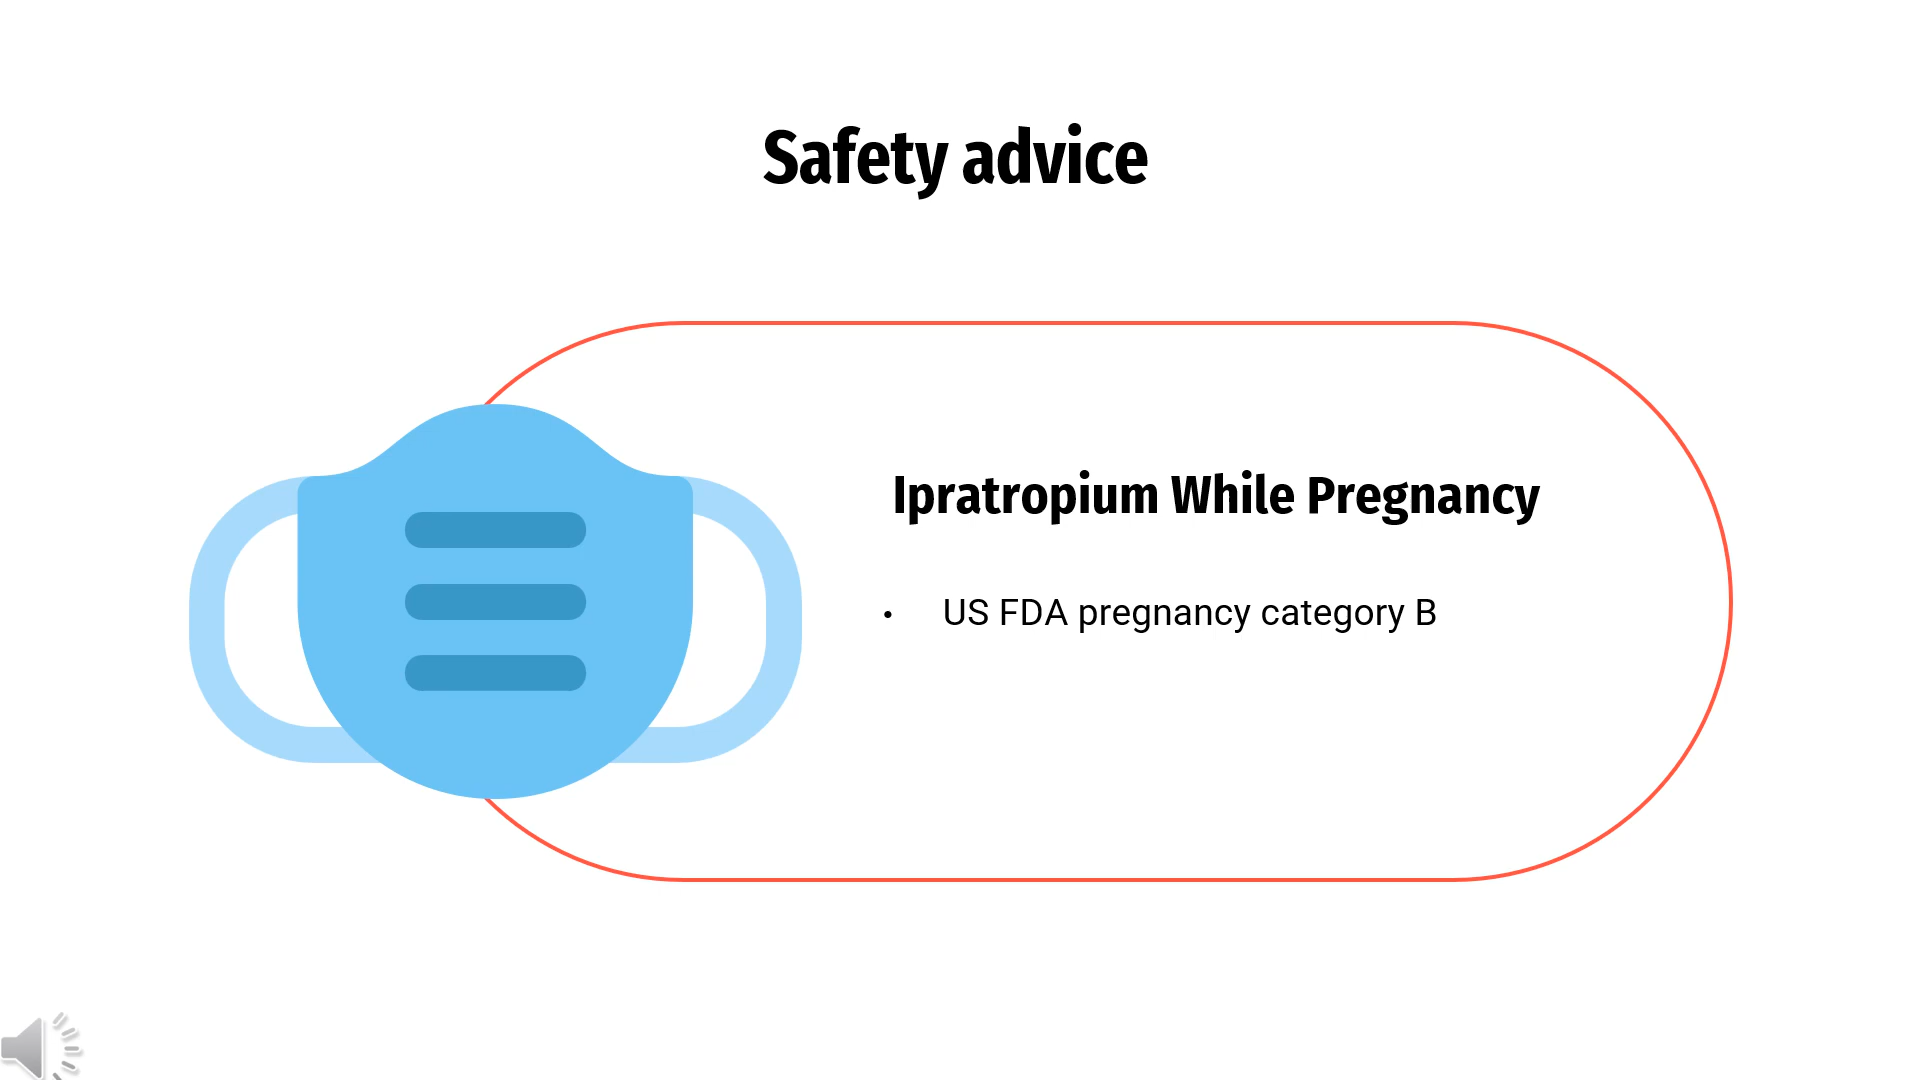 Safety advice
Ipratropium While Pregnancy
• US FDA pregnancy category B